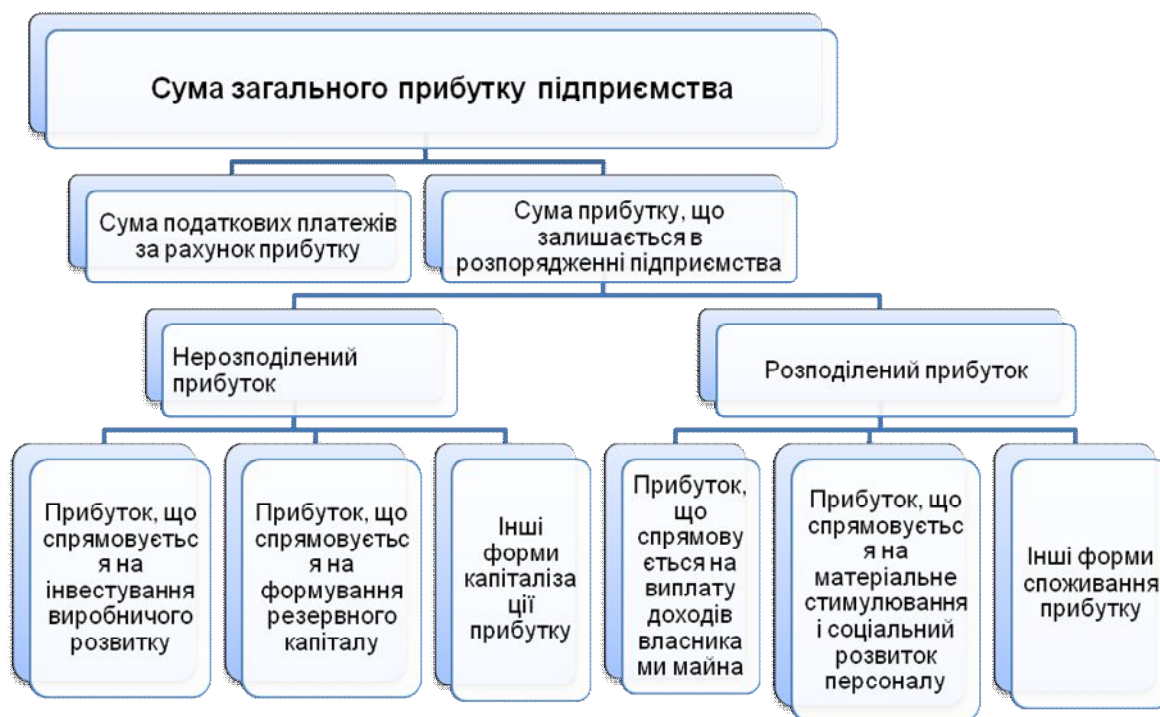 Сума загального прибутку підприємства
Сума податкових платежів
за рахунок прибутку
Сума прибутку, що
залишається в
розпорядженні підприємства
Нерозподілений
прибуток
Розподілений прибуток
Прибуток, що
спрямовуєтьс
я на
інвестування
виробничого
розвитку
Прибуток, що
спрямовуєтьс
я на
формування
резервного
капіталу
Інші
форми
капіталіза
ції
прибутку
Прибуток,
що
спрямову
ється на
виплату
доходів
власника
ми майна
Прибуток, що
спрямовуєтьс
я на
матеріальне
стимулювання
і соціальний
розвиток
персоналу
Інші форми
споживання
прибутку